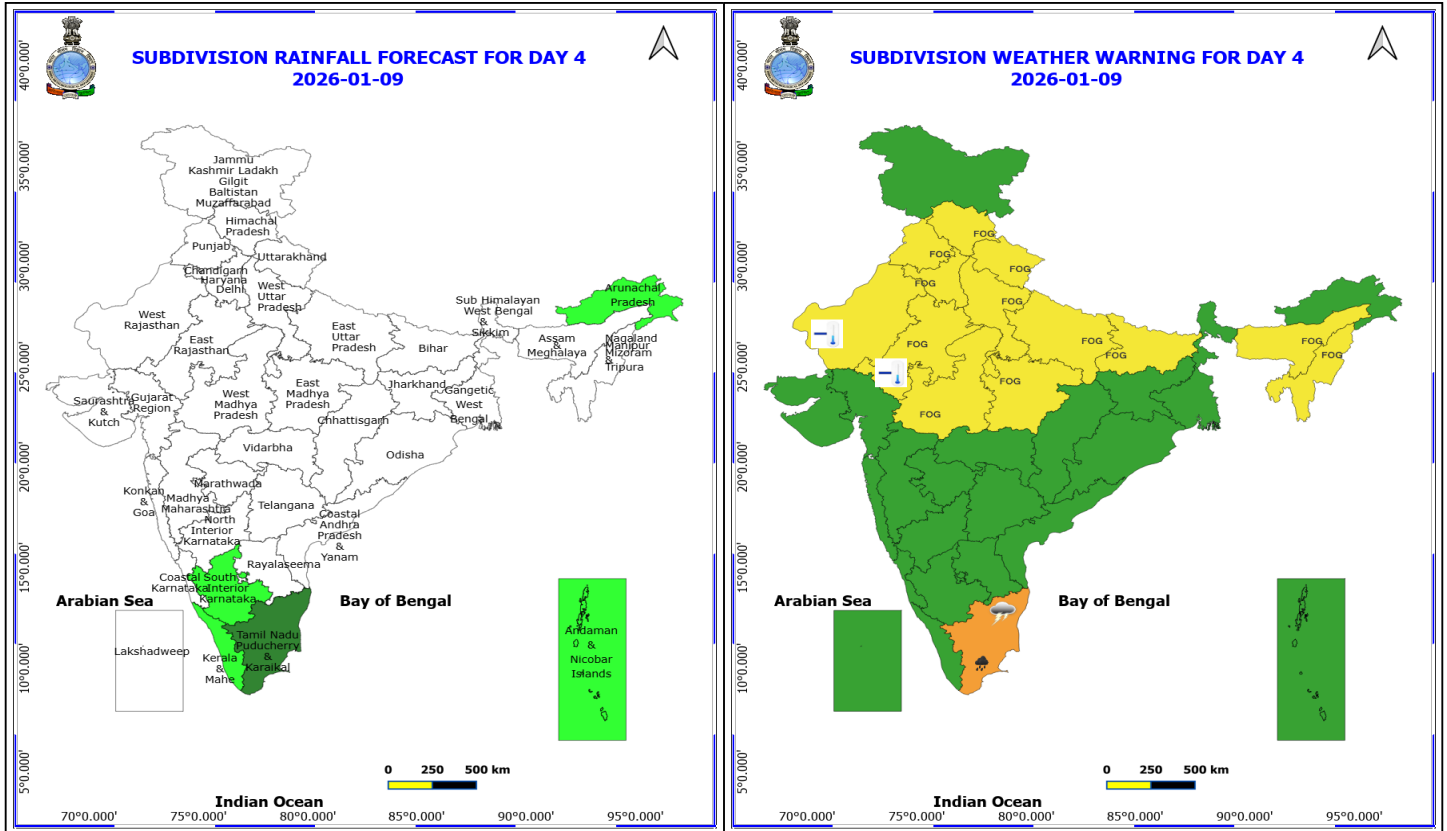 SUBDIVISION RAINFALL FORECAST FOR DAY 4
2026-01-09
40°0.000'
35°0.000'
30°0.000'
25°0.000'
20°0.000'
15°0.000'
10°0.000'
5°0.000'
Jammu
Kashmir Ladakh
Gilgit
Baltistan
Muzaffarabad
Himachal
Pradesh
Punjab
Uttarakhand
Chandigarh
Haryana
Delhi
West
Uttar
Pradesh
Arunachal
Pradesh
Sub Himalayan
West Bengal
&
Sikkim
West
Rajasthan
East
Rajasthan
East
Uttar
Pradesh
Bihar
Assam
&
Meghalaya
Nagaland
Manipur
Mizoram
&
Tripura
Saurashtra
&
Kutch
Gujarat
Region
West
Madhya
Pradesh
East
Madhya
Pradesh
Jharkhand
Gangetic
West
Bengal
Chhattisgarh
Vidarbha
Odisha
Konkan
&
Goa
Madhya
Maharashtra
Marathwada
Telangana
North
Interior
Karnataka
Coastal
Andhra
Pradesh
&
Yanam
Rayalaseema
Coastal
Karnataka
South
Interior
Karnataka
Arabian Sea
Bay of Bengal
Lakshadweep
Kerala
&
Mahe
Tamil Nadu
Puducherry
&
Karaikal
Andaman
&
Nicobar
Islands
0 250 500 km
Indian Ocean
70°0.000' 75°0.000' 80°0.000' 85°0.000' 90°0.000' 95°0.000'
SUBDIVISION WEATHER WARNING FOR DAY 4
2026-01-09
40°0.000'
35°0.000'
30°0.000'
25°0.000'
20°0.000'
15°0.000'
10°0.000'
5°0.000'
FOG
FOG
FOG
FOG
FOG
FOG
FOG
FOG
FOG
FOG
FOG
FOG
Arabian Sea
Bay of Bengal
0 250 500 km
Indian Ocean
70°0.000' 75°0.000' 80°0.000' 85°0.000' 90°0.000' 95°0.000'